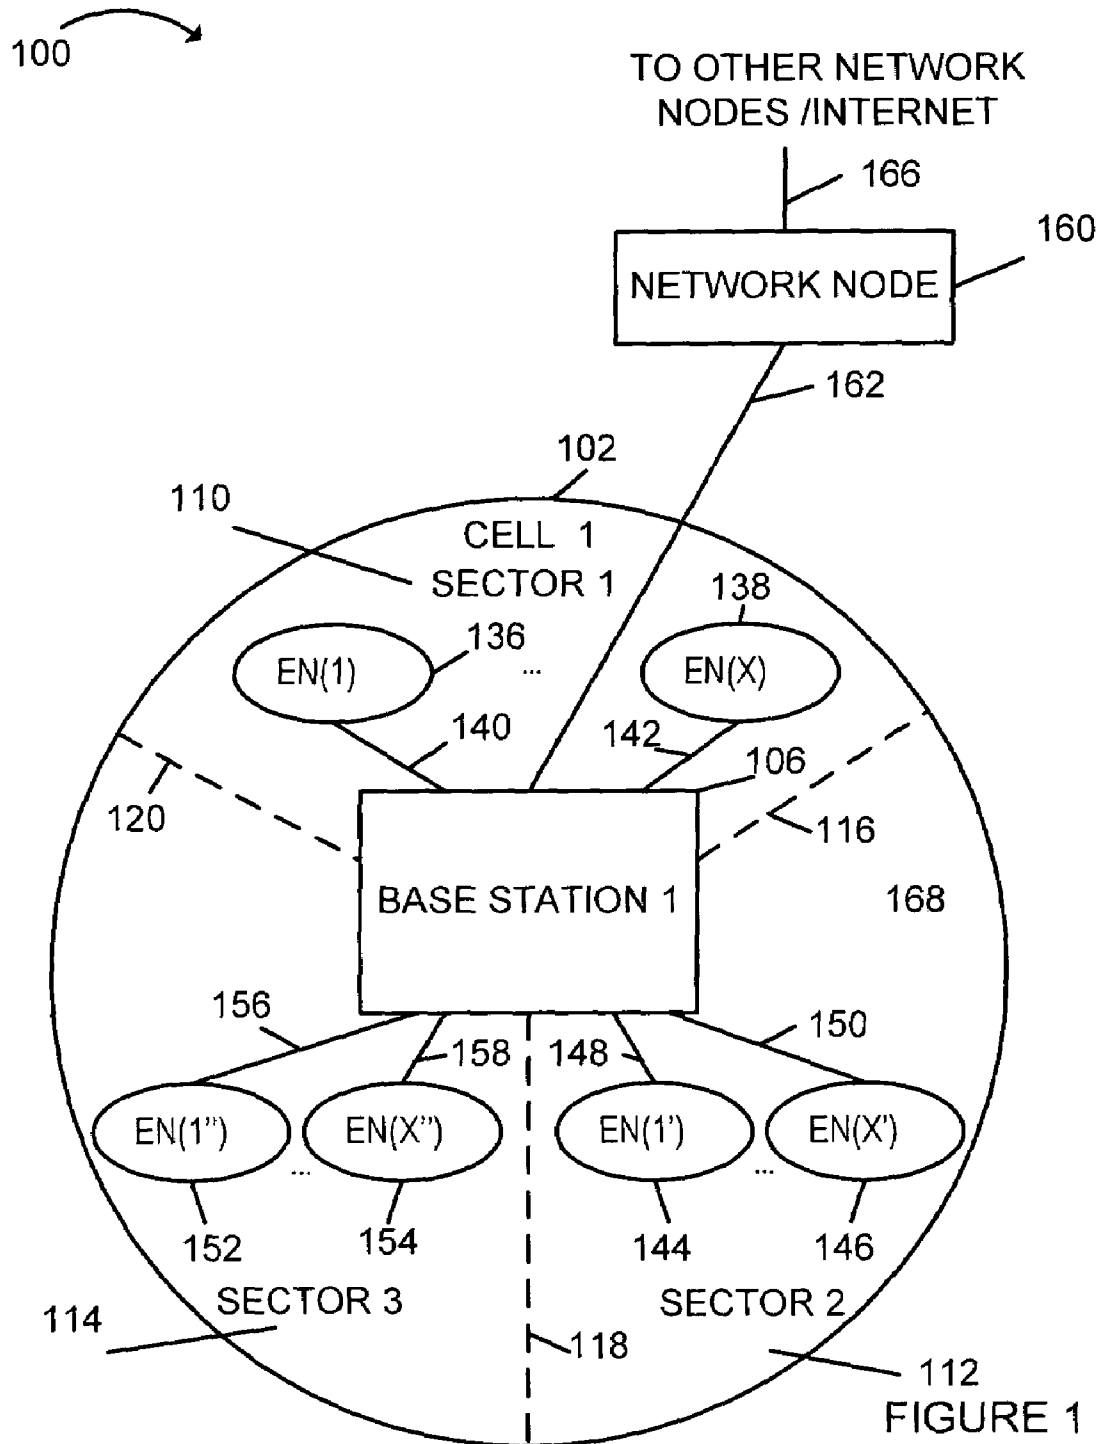 100
TO OTHER NETWORK
NODES /INTERNET
166
160
NETWORK NODE
162
102
110
CELL 1
SECTOR 1
138
136
EN(1)
...
EN(X)
140
142
106
120
116
BASE STATION 1
168
156
150
158
148
EN(1")
EN(X")
EN(1')
EN(X')
...
...
152
154
144
146
SECTOR 3
SECTOR 2
114
118
112
FIGURE 1